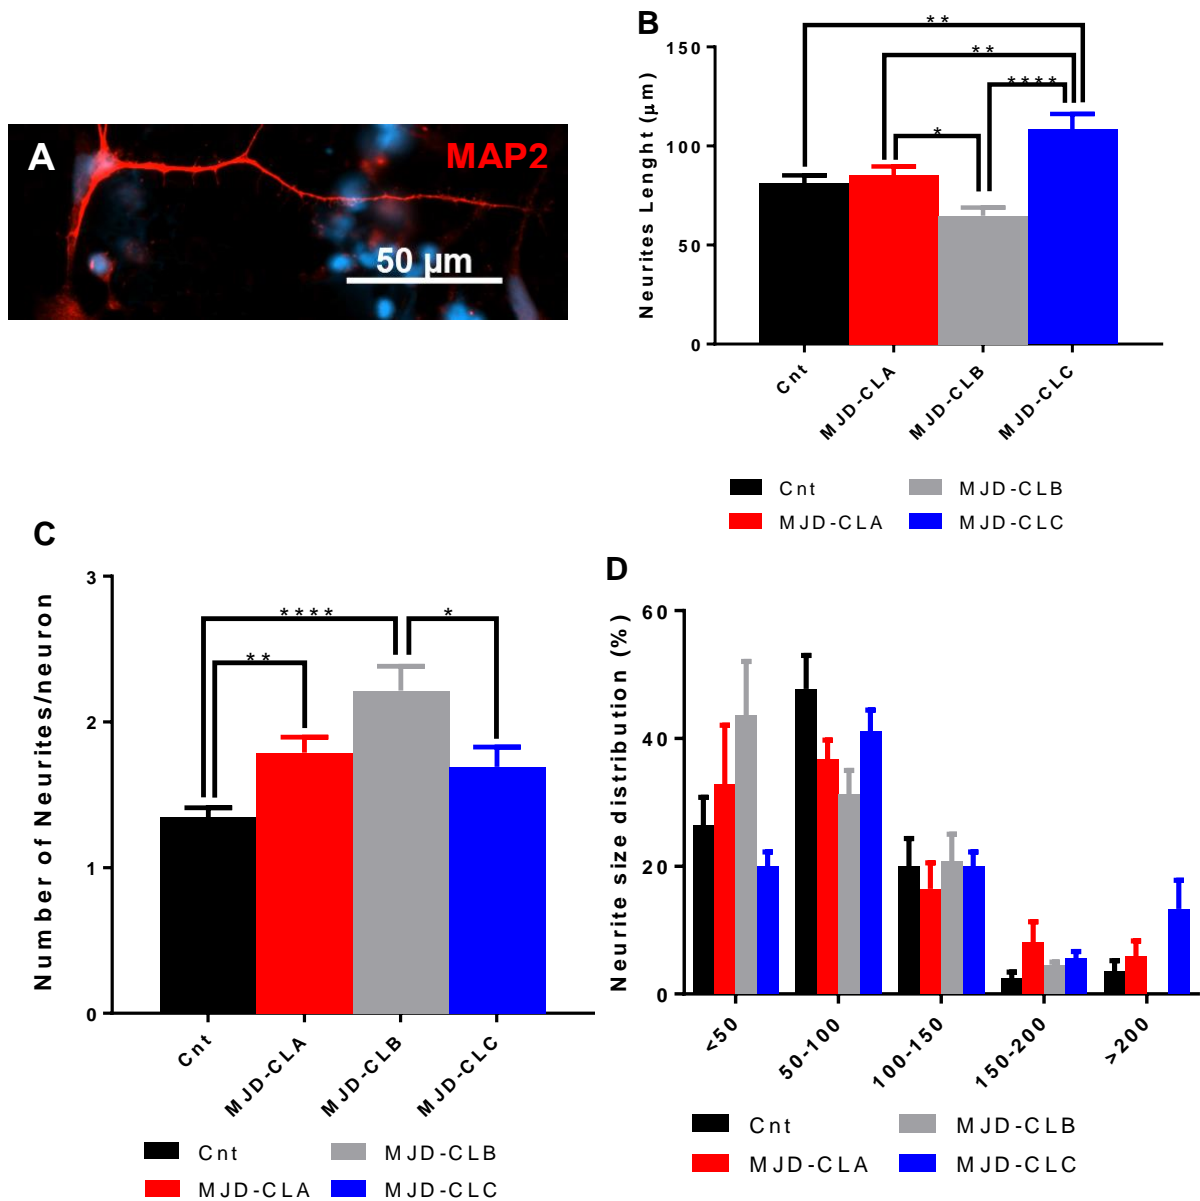 A
MAP2
50 µm
B
**
**
****
*
150
100
50
0
Neurites Lenght (µm)
Cnt
MJD-CLA
MJD-CLB
MJD-CLC
Cnt
MJD-CLB
MJD-CLA
MJD-CLC
C
****
*
**
3
2
1
0
Number of Neurites/neuron
Cnt
MJD-CLA
MJD-CLB
MJD-CLC
Cnt
MJD-CLB
MJD-CLA
MJD-CLC
D
60
40
20
0
Neurite size distribution (%)
<50
50-100
100-150
150-200
>200
Cnt
MJD-CLB
MJD-CLA
MJD-CLC